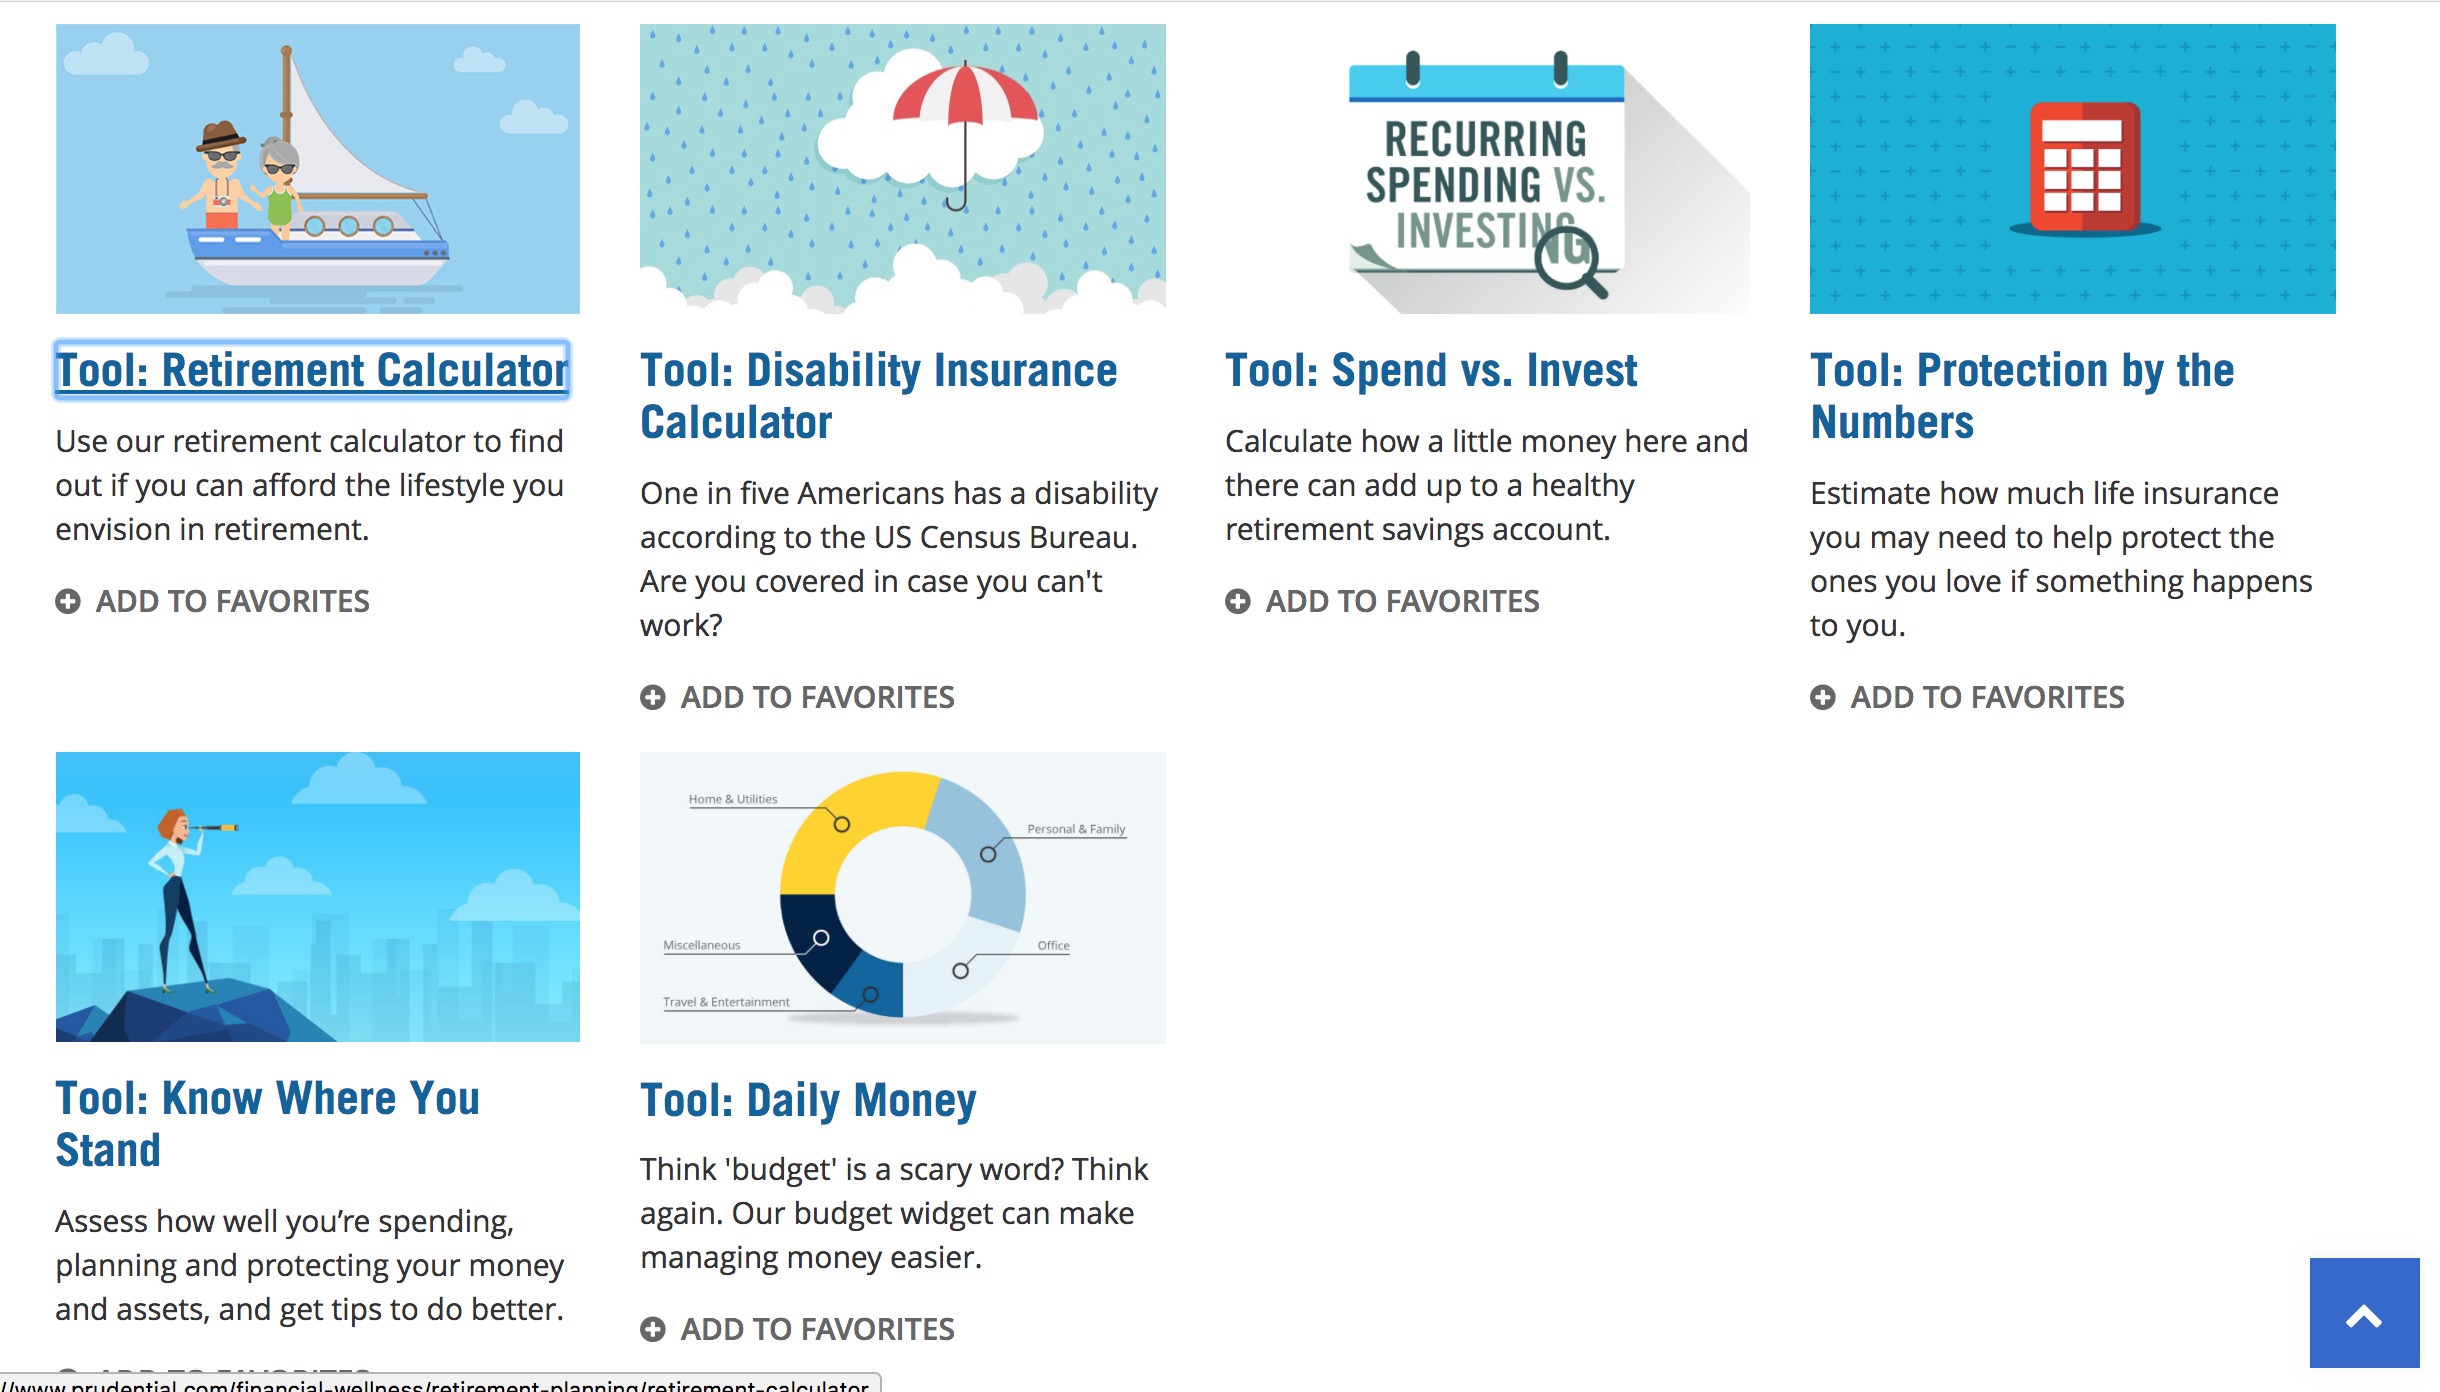 RECURRING
SPENDING VS.
INVESTING
Tool: Retirement Calculator
Use our retirement calculator to find
out if you can afford the lifestyle you
envision in retirement.
ADD TO FAVORITES
Tool: Disability Insurance
Calculator
One in five Americans has a disability
according to the US Census Bureau.
Are you covered in case you can't
work?
ADD TO FAVORITES
Tool: Spend vs. Invest
Calculate how a little money here and
there can add up to a healthy
retirement savings account.
ADD TO FAVORITES
Tool: Protection by the
Numbers
Estimate how much life insurance
you may need to help protect the
ones you love if something happens
to you.
ADD TO FAVORITES
Tool: Know Where You
Stand
Assess how well you’re spending,
planning and protecting your money
and assets, and get tips to do better.
ADD TO FAVORITES
Home & Utilities
Personal & Family
Miscellaneous
Office
Travel & Entertainment
Tool: Daily Money
Think 'budget' is a scary word? Think
again. Our budget widget can make
managing money easier.
ADD TO FAVORITES
//www.prudential.com/financial-wellness/retirement-planning/retirement-calculator